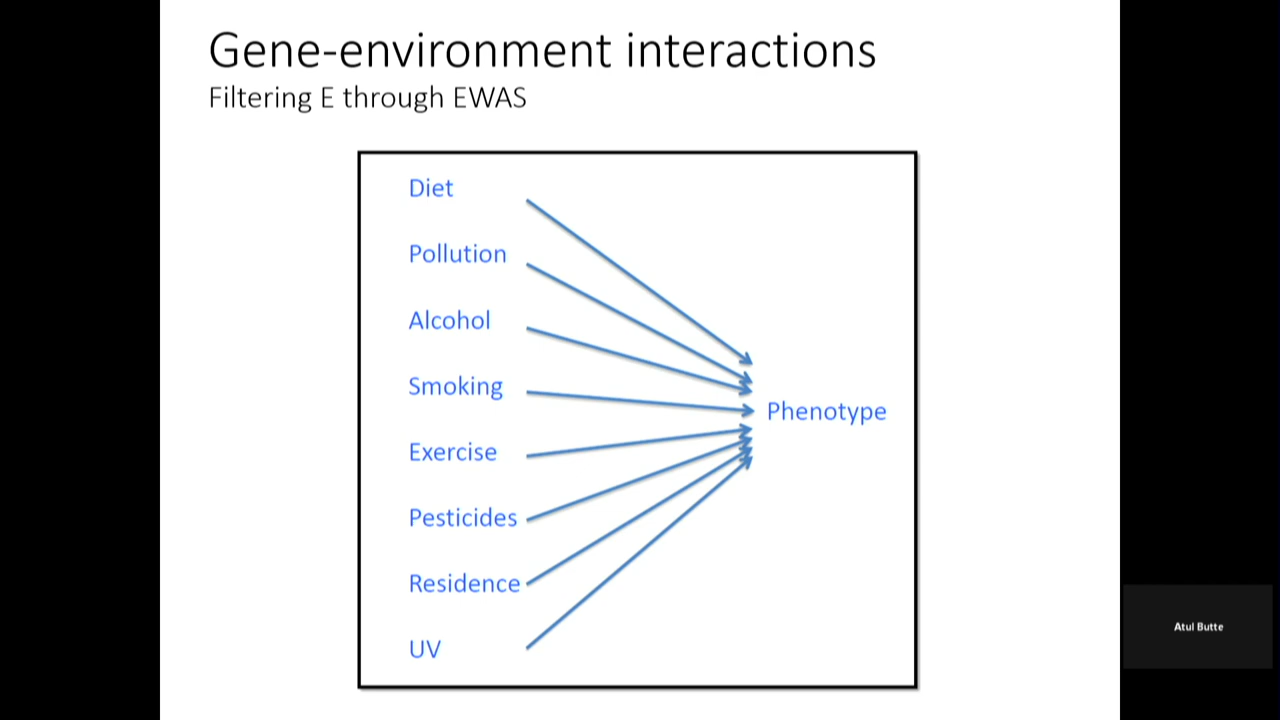 Gene-environment interactions
Filtering E through EWAS
Diet
Pollution
Alcohol
Smoking
Phenotype
Exercise
Pesticides
Residence
UV
Atul Butte